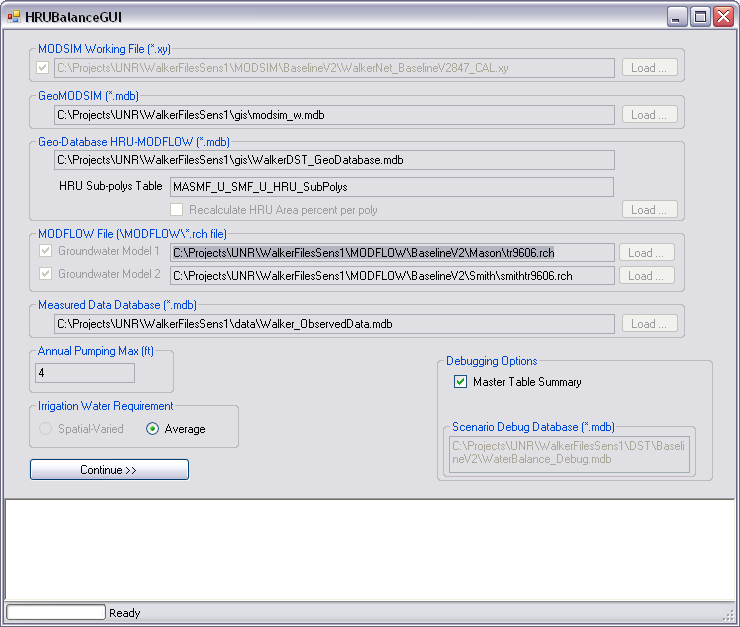 HRUBalanceGUI
MODSIM Working File (*.xy)
C:\Projects\UNR\WalkerFilesSens1\MODSIM\BaselineV2\WalkerNet_BaselineV2847_CAL.xy
Load ...
GeoMODSIM (*.mdb)
C:\Projects\UNR\WalkerFilesSens1\gis\modsim_w.mdb
Load ...
Geo-Database HRU-MODFLOW (*.mdb)
C:\Projects\UNR\WalkerFilesSens1\gis\WalkerDST_GeoDatabase.mdb
HRU Sub-polys Table
MASMF_U_SMF_U_HRU_SubPolys
Recalculate HRU Area percent per poly
Load ...
MODFLOW File (\MODFLOW\*.rch file)
Groundwater Model 1
C:\Projects\UNR\WalkerFilesSens1\MODFLOW\BaselineV2\Mason\tr9606.rch
Load ...
Groundwater Model 2
C:\Projects\UNR\WalkerFilesSens1\MODFLOW\BaselineV2\Smith\smithtr9606.rch
Load ...
Measured Data Database (*.mdb)
C:\Projects\UNR\WalkerFilesSens1\data\Walker_ObservedData.mdb
Load ...
Annual Pumping Max (ft)
4
Irrigation Water Requirement
Spatial-Varied
Average
Continue >>
Debugging Options
Master Table Summary
Scenario Debug Database (*.mdb)
C:\Projects\UNR\WalkerFilesSens1\DST\Baseli
neV2\WaterBalance_Debug.mdb
Ready